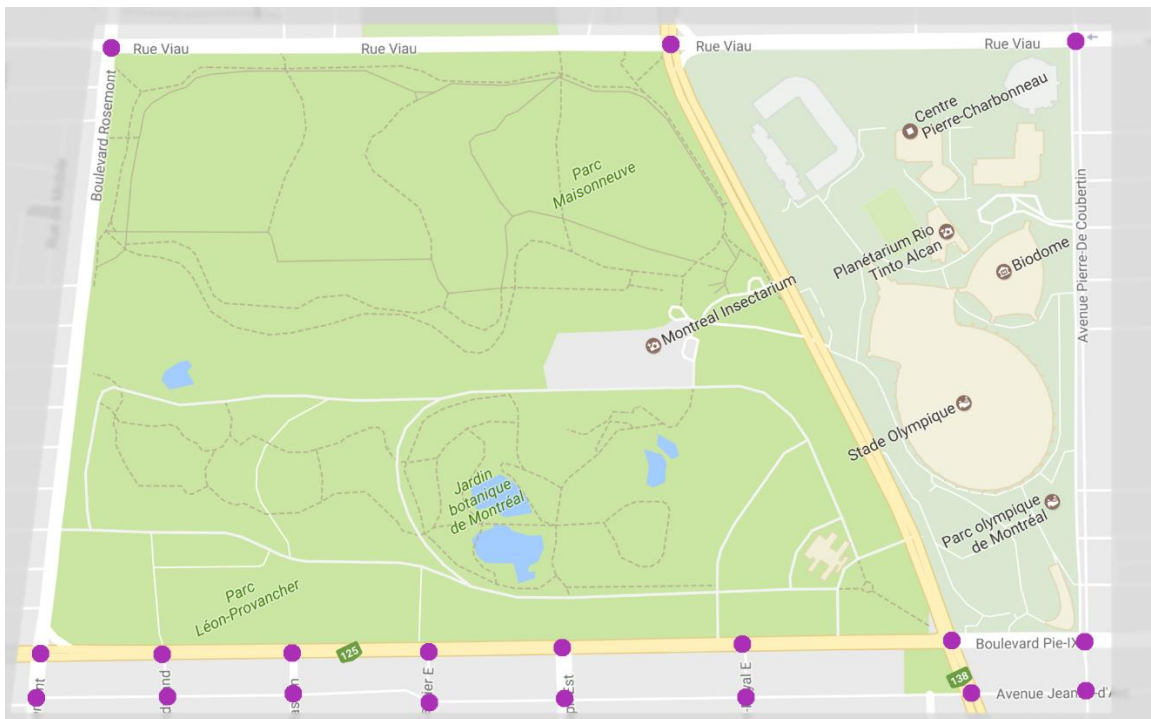 Rue Viau
Rue Viau
Rue Viau
Rue Viau
Boulevard Rosemont
Centre
Pierre-Charbonneau
Parc
Maisonneuve
Avenue Pierre-De Coubertin
Planétarium Rio
Tinto Alcan
Biodome
Montreal Insectarium
Stade Olympique
Jardin
botanique
de Montréal
Parc olympique
de Montréal
Parc
Léon-Provancher
125
Boulevard Pie-IX
138
Avenue